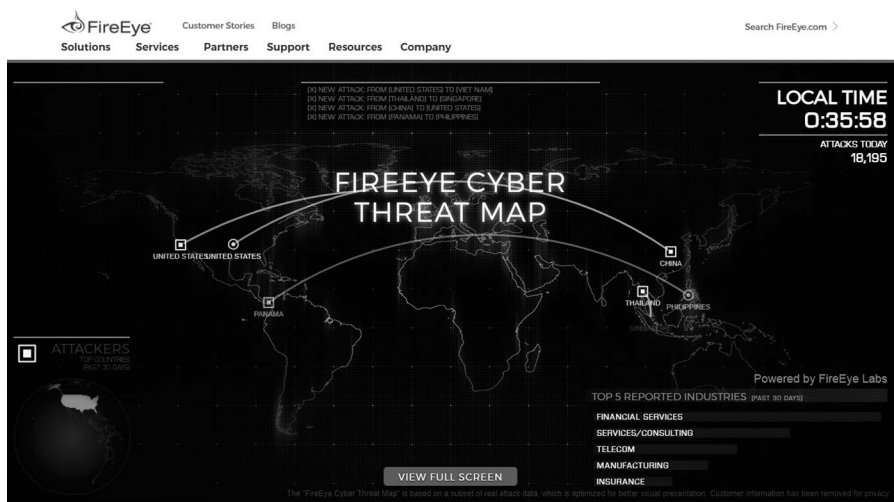 FireEye
Customer Stories Blogs
Search FireEye.com
Solutions Services Partners Support Resources Company
[X] NEW ATTACK: FROM [UNITED STATES] TO [VIET NAM]
[X] NEW ATTACK: FROM [THAILAND] TO [SINGAPORE]
[X] NEW ATTACK: FROM [CHINA] TO [UNITED STATES]
[X] NEW ATTACK: FROM [PANAMA] TO [PHILIPPINES]
LOCAL TIME
0:35:58
ATTACKS TODAY
18,195
FIREEYE CYBER
THREAT MAP
UNITED STATES
UNITED STATES
CHINA
PANAMA
THAILAND
PHILIPPINES
ATTACKERS
TOP COUNTRIES
(PAST 30 DAYS)
Powered by FireEye Labs
TOP 5 REPORTED INDUSTRIES (PAST 30 DAYS)
FINANCIAL SERVICES
SERVICES/CONSULTING
TELECOM
MANUFACTURING
INSURANCE
VIEW FULL SCREEN
The "FireEye Cyber Threat Map" is based on a subset of real attack data, which is optimized for better visual presentation. Customer information has been removed for privacy